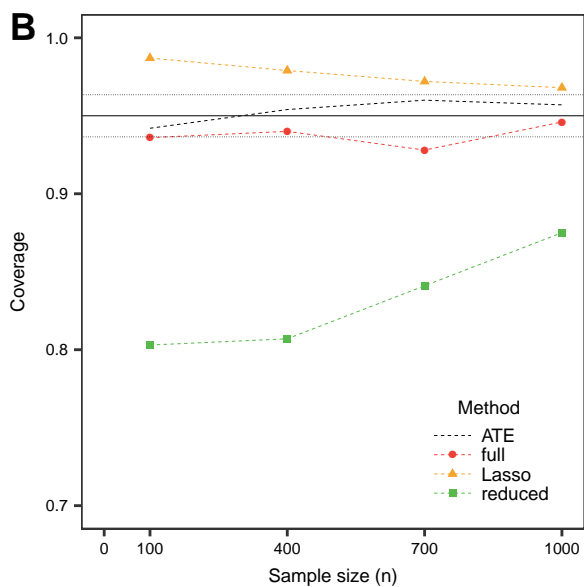 B
1.0
0.9
0.8
0.7
Coverage
Method
ATE
full
Lasso
reduced
0 100 400 700 1000
Sample size (n)